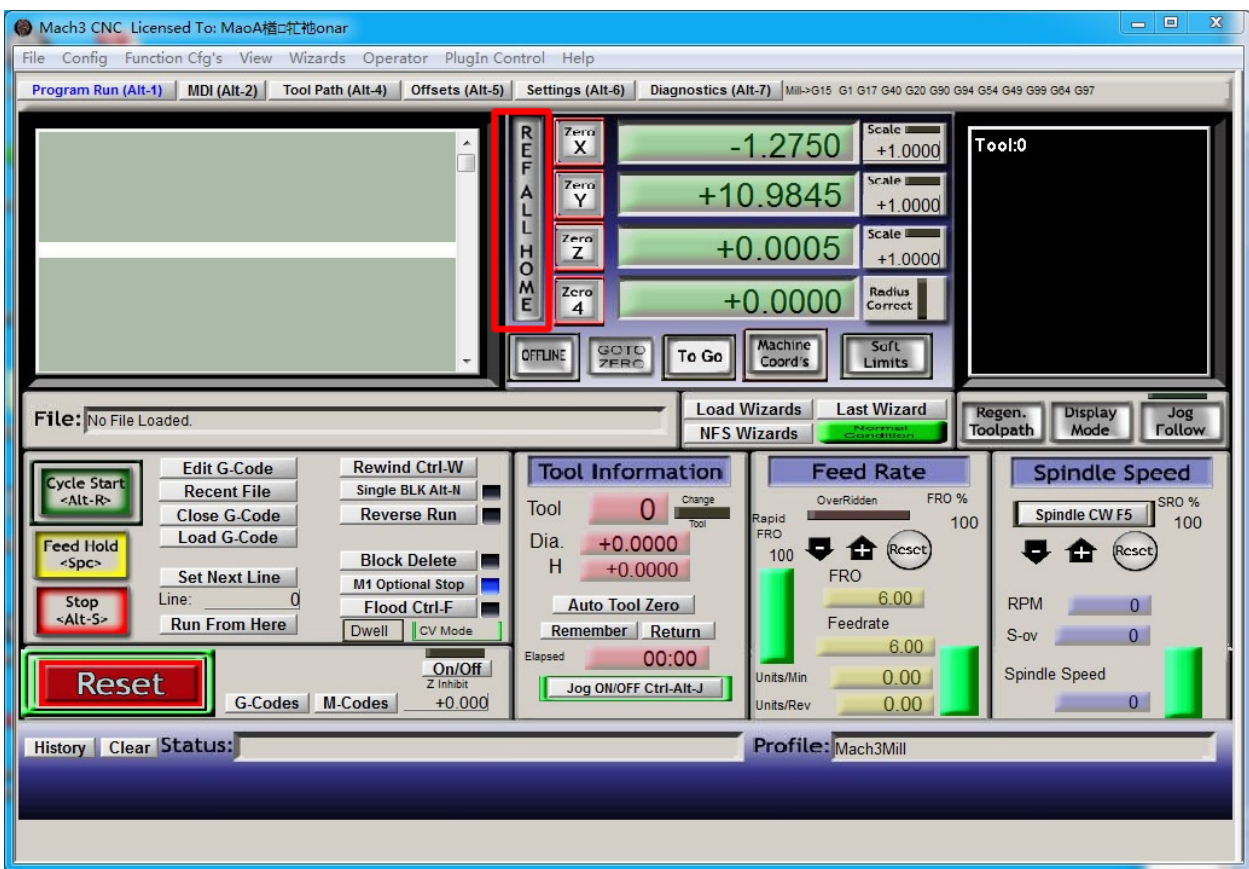 Mach3 CNC Licensed To: MaoA楢□牤袘onar
File Config Function Cfg's View Wizards Operator PlugIn Control Help
Program Run (Alt-1) MDI (Alt-2) Tool Path (Alt-4) Offsets (Alt-5) Settings (Alt-6) Diagnostics (Alt-7) Mill->G15 G1 G17 G40 G20 G90 G94 G54 G49 G99 G64 G97
REF ALL HOME
Zero X -1.2750 Scale +1.0000
Zero Y +10.9845 Scale +1.0000
Zero Z +0.0005 Scale +1.0000
Zero 4 +0.0000 Radius Correct
OFFLINE GOTO ZERO To Go Machine Coord's Soft Limits
Tool:0
File: No File Loaded.
Load Wizards Last Wizard
NFS Wizards Normal Condition
Regen. Toolpath Display Mode Jog Follow
Cycle Start <Alt-R>
Feed Hold <Spc>
Stop <Alt-S>
Edit G-Code
Recent File
Close G-Code
Load G-Code
Set Next Line
Line: 0
Run From Here
Rewind Ctrl-W
Single BLK Alt-N
Reverse Run
Block Delete
M1 Optional Stop
Flood Ctrl-F
Dwell CV Mode
Reset
G-Codes M-Codes
On/Off
Z Inhibit
+0.000
Tool Information
Tool 0 Change Tool
Dia. +0.0000
H +0.0000
Auto Tool Zero
Remember Return
Elapsed 00:00
Jog ON/OFF Ctrl-Alt-J
Feed Rate
OverRidden FRO %
100
Rapid FRO
100
Reset
FRO
6.00
Feedrate
6.00
Units/Min 0.00
Units/Rev 0.00
Spindle Speed
Spindle CW F5 SRO %
100
Reset
RPM 0
S-ov 0
Spindle Speed
0
History Clear Status:
Profile: Mach3Mill